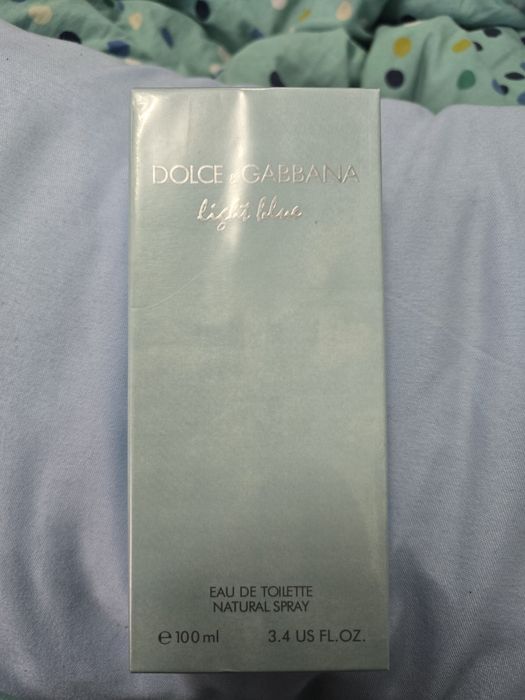 DOLCE & GABBANA
light blue
EAU DE TOILETTE
NATURAL SPRAY
e 100 ml 3.4 US FL.OZ.